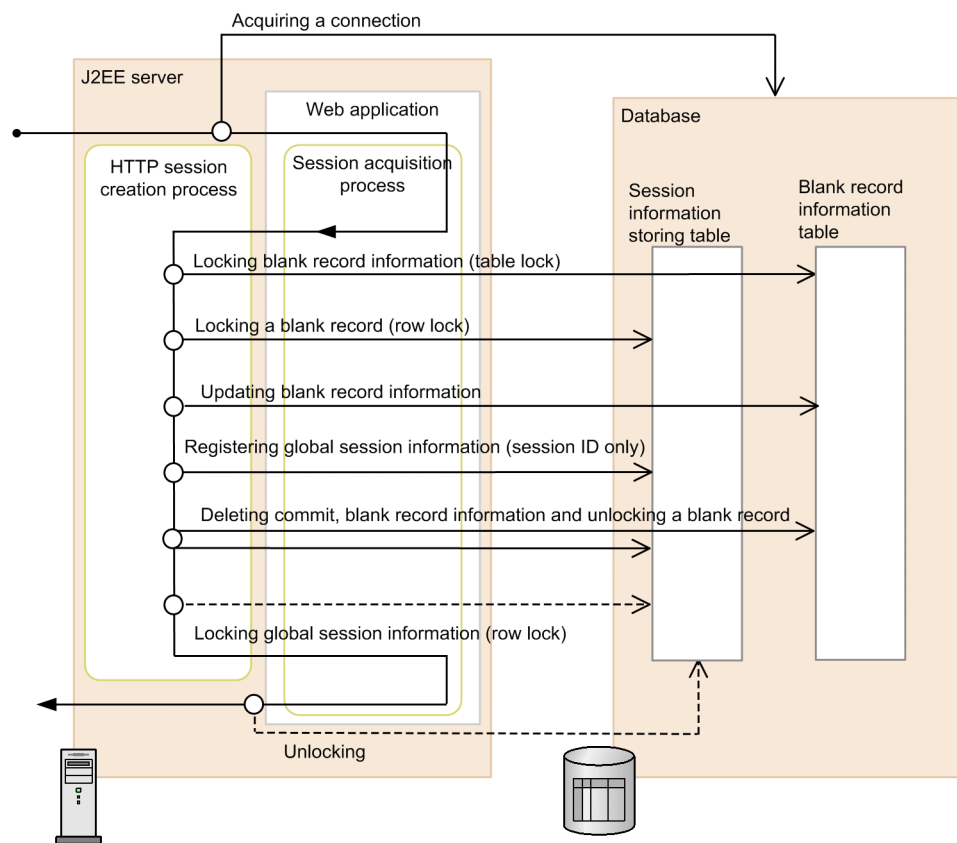 Acquiring a connection
J2EE server
Web application
Database
HTTP session
creation process
Session acquisition
process
Session
information
storing table
Blank record
information
table
Locking blank record information (table lock)
Locking a blank record (row lock)
Updating blank record information
Registering global session information (session ID only)
Deleting commit, blank record information and unlocking a blank record
Locking global session information (row lock)
Unlocking